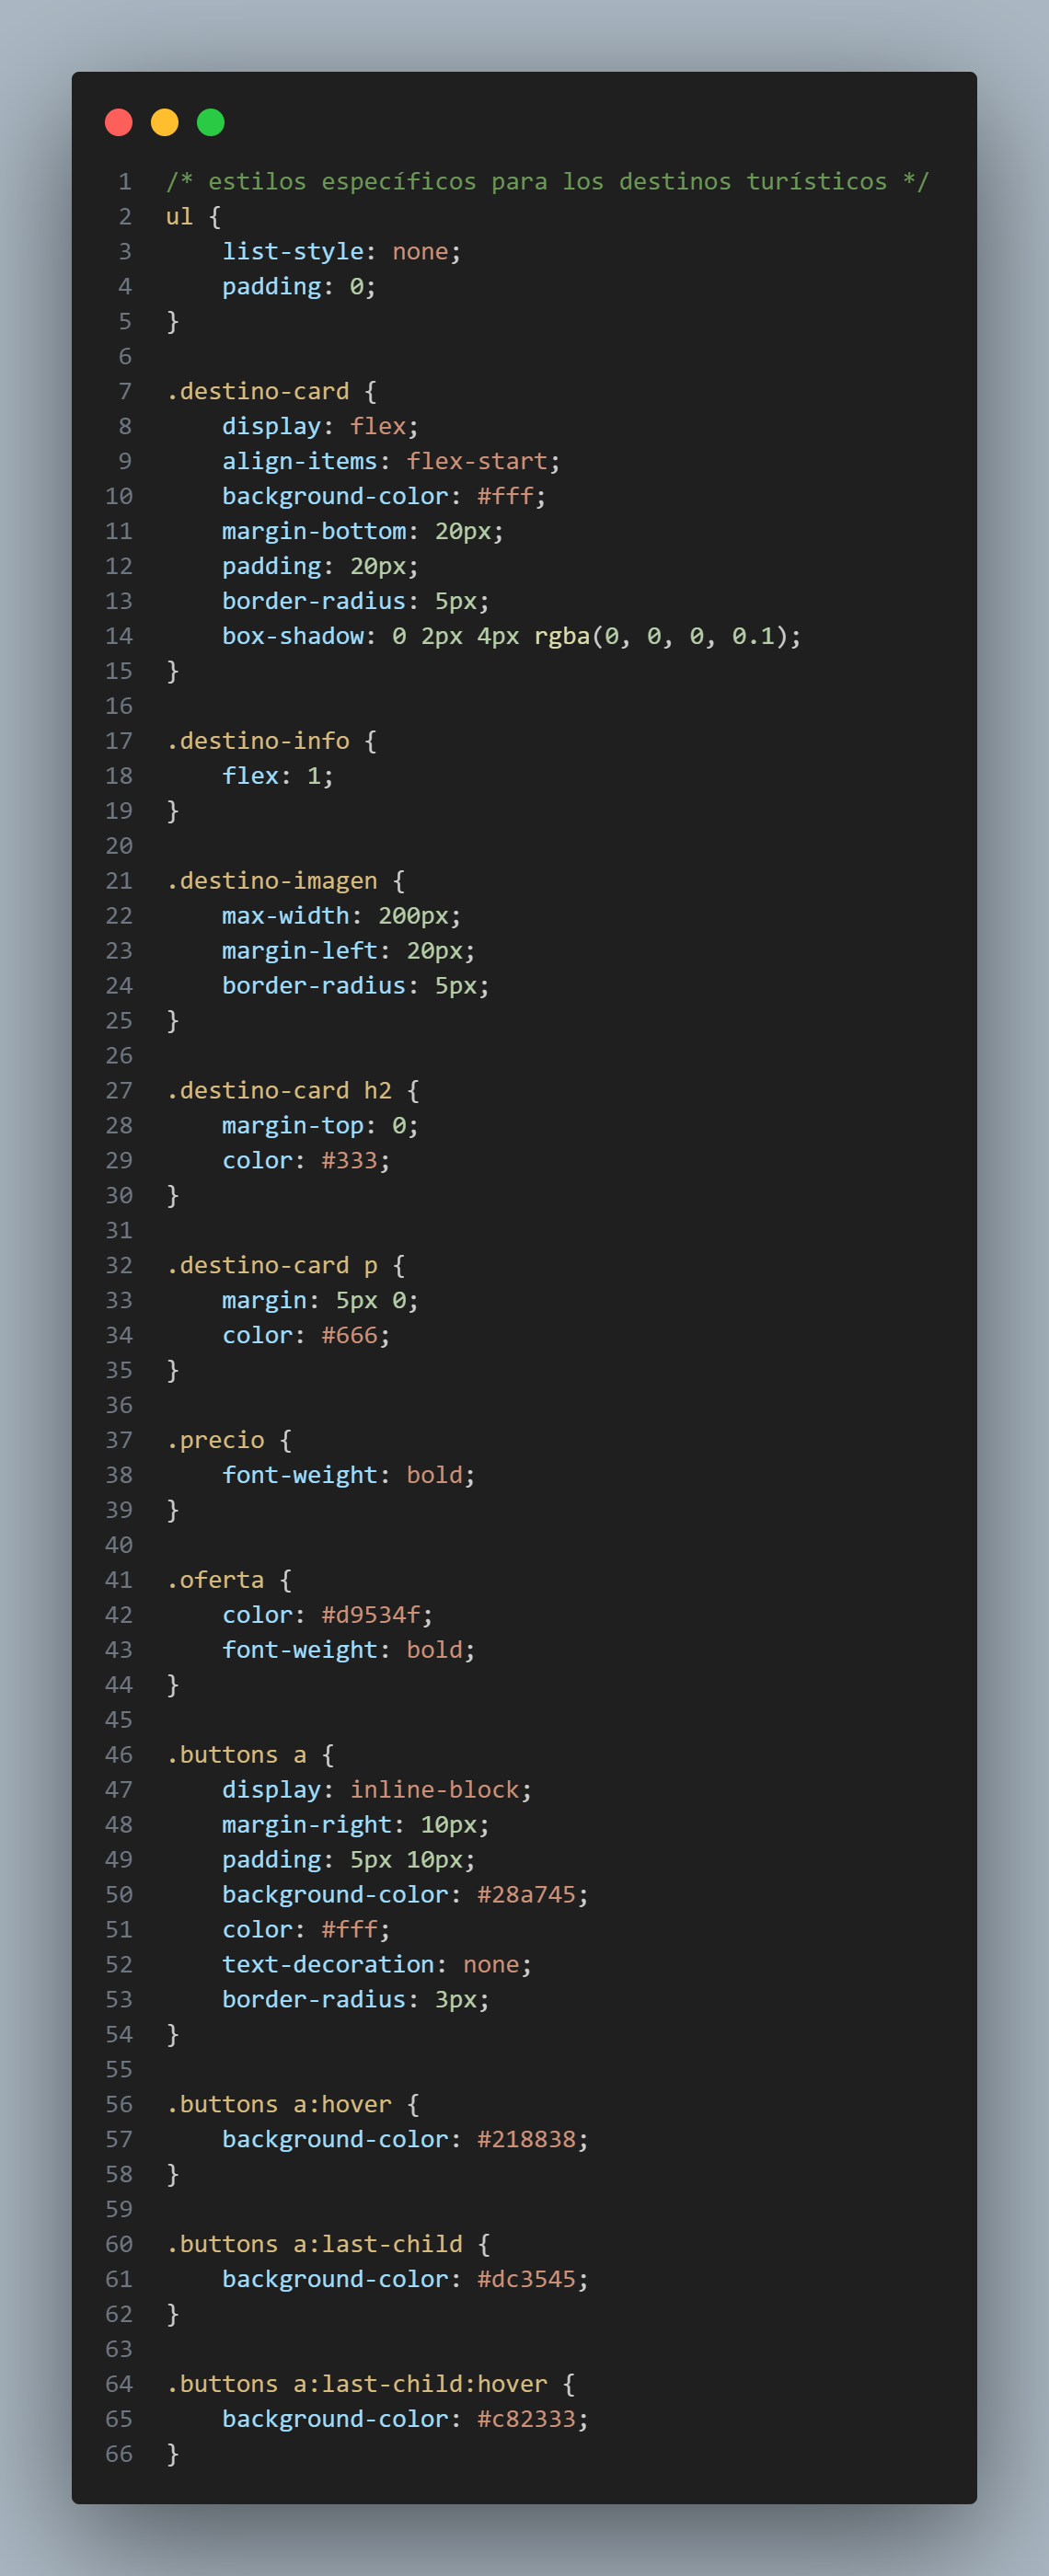 1 /* estilos específicos para los destinos turísticos */
2 ul {
3     list-style: none;
4     padding: 0;
5 }
6
7 .destino-card {
8     display: flex;
9     align-items: flex-start;
10     background-color: #fff;
11     margin-bottom: 20px;
12     padding: 20px;
13     border-radius: 5px;
14     box-shadow: 0 2px 4px rgba(0, 0, 0, 0.1);
15 }
16
17 .destino-info {
18     flex: 1;
19 }
20
21 .destino-imagen {
22     max-width: 200px;
23     margin-left: 20px;
24     border-radius: 5px;
25 }
26
27 .destino-card h2 {
28     margin-top: 0;
29     color: #333;
30 }
31
32 .destino-card p {
33     margin: 5px 0;
34     color: #666;
35 }
36
37 .precio {
38     font-weight: bold;
39 }
40
41 .oferta {
42     color: #d9534f;
43     font-weight: bold;
44 }
45
46 .buttons a {
47     display: inline-block;
48     margin-right: 10px;
49     padding: 5px 10px;
50     background-color: #28a745;
51     color: #fff;
52     text-decoration: none;
53     border-radius: 3px;
54 }
55
56 .buttons a:hover {
57     background-color: #218838;
58 }
59
60 .buttons a:last-child {
61     background-color: #dc3545;
62 }
63
64 .buttons a:last-child:hover {
65     background-color: #c82333;
66 }